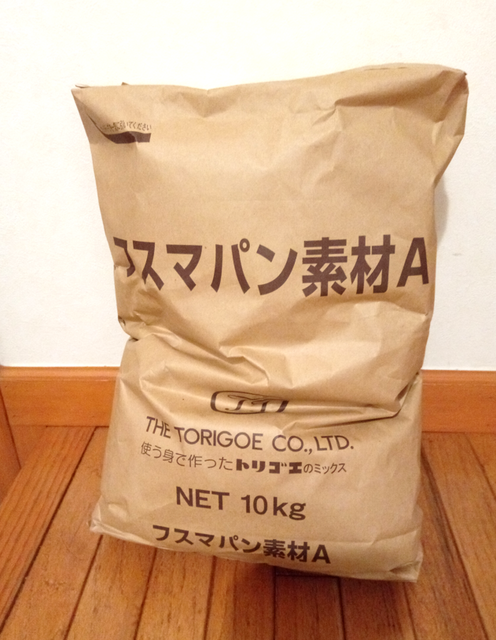 フスマパン素材A
THE TORIGOE CO.,LTD.
使う身で作ったトリゴエのミックス
NET 10kg
フスマパン素材A